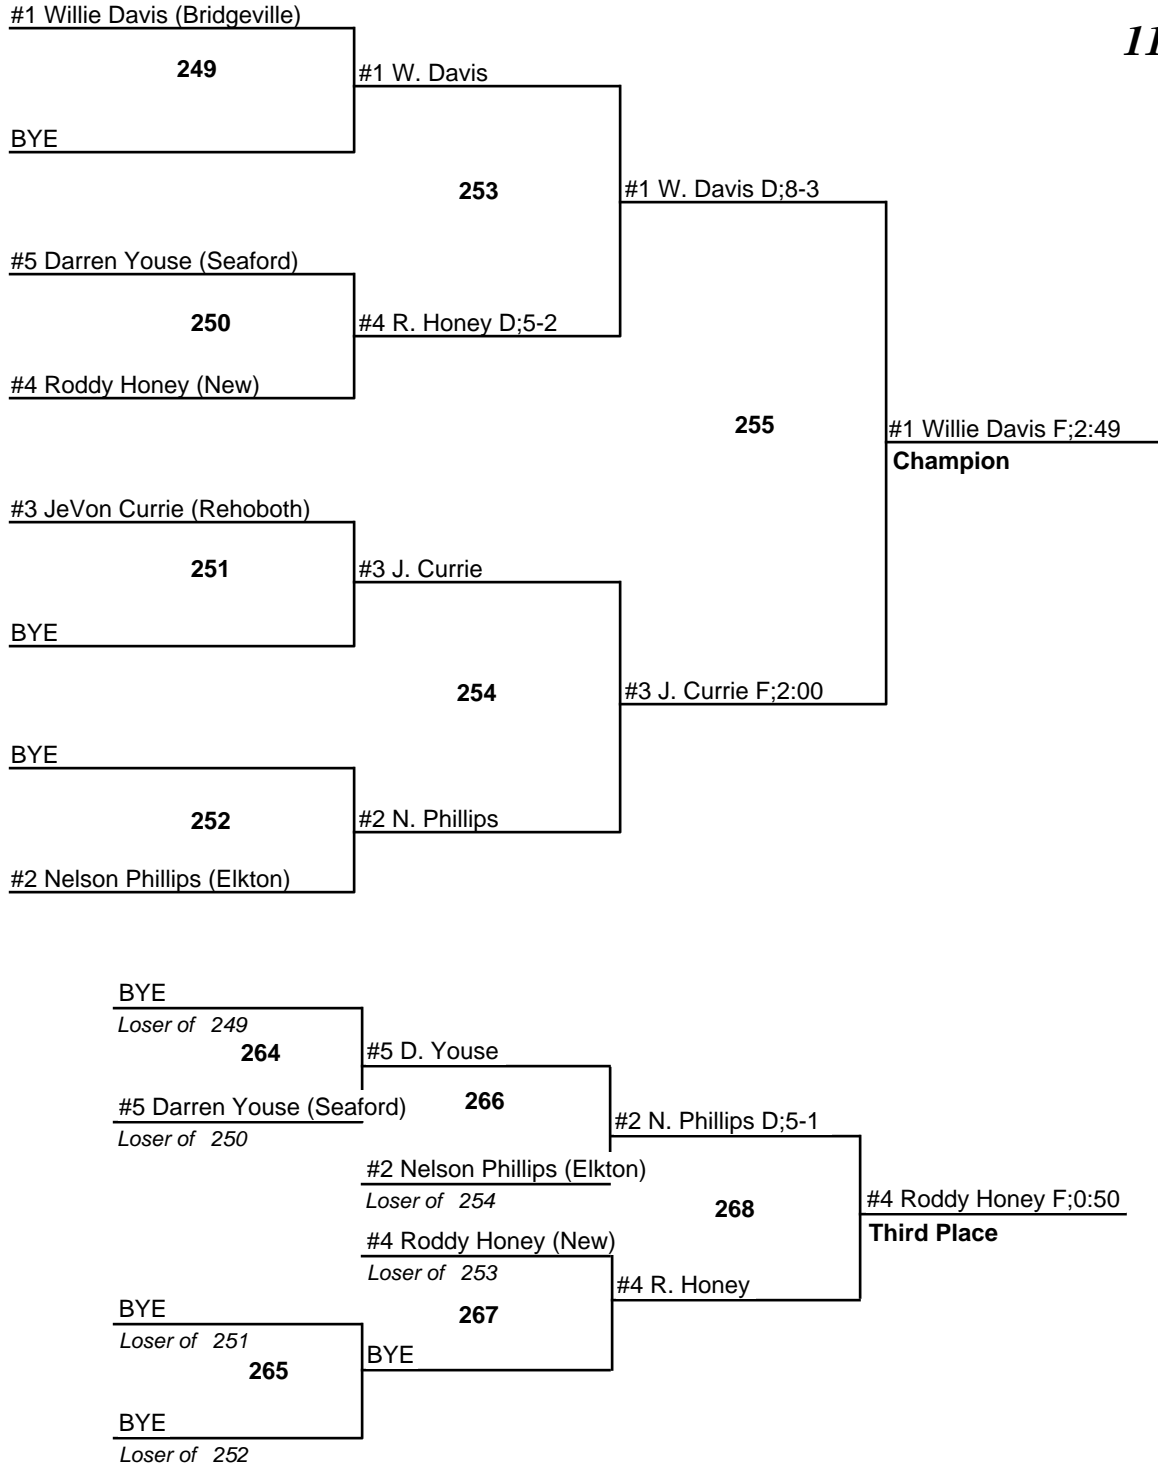 #1 Willie Davis (Bridgeville)
11
249
#1 W. Davis
BYE
253
#1 W. Davis D;8-3
#5 Darren Youse (Seaford)
250
#4 R. Honey D;5-2
#4 Roddy Honey (New)
255
#1 Willie Davis F;2:49
Champion
#3 JeVon Currie (Rehoboth)
251
#3 J. Currie
BYE
254
#3 J. Currie F;2:00
BYE
252
#2 N. Phillips
#2 Nelson Phillips (Elkton)
BYE
Loser of 249
264
#5 D. Youse
#5 Darren Youse (Seaford)
266
Loser of 250
#2 N. Phillips D;5-1
#2 Nelson Phillips (Elkton)
Loser of 254
268
#4 Roddy Honey F;0:50
Third Place
#4 Roddy Honey (New)
Loser of 253
#4 R. Honey
BYE
267
Loser of 251
BYE
265
BYE
Loser of 252